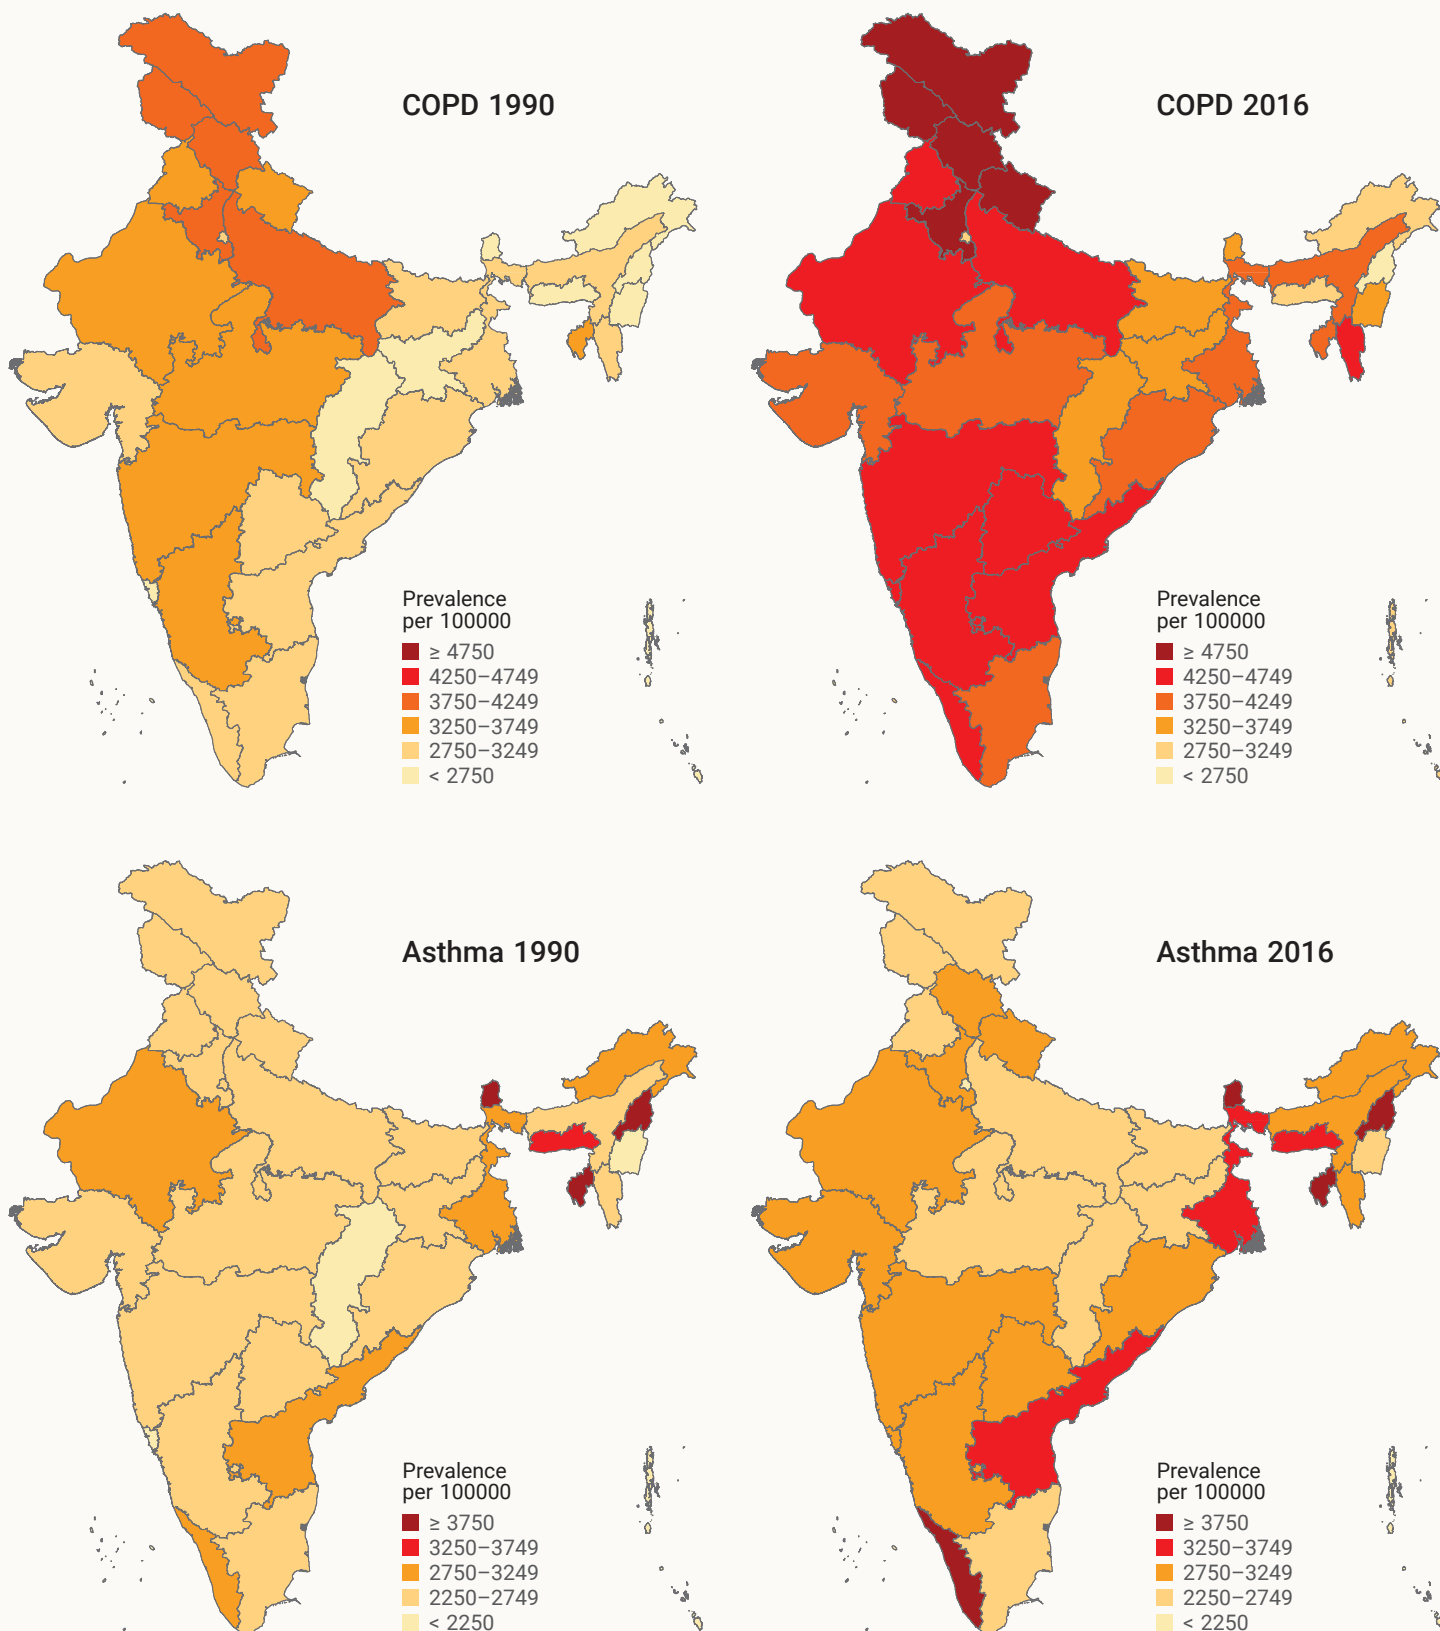 COPD 1990
Prevalence
per 100000
≥ 4750
4250–4749
3750–4249
3250–3749
2750–3249
< 2750
COPD 2016
Prevalence
per 100000
≥ 4750
4250–4749
3750–4249
3250–3749
2750–3249
< 2750
Asthma 1990
Prevalence
per 100000
≥ 3750
3250–3749
2750–3249
2250–2749
< 2250
Asthma 2016
Prevalence
per 100000
≥ 3750
3250–3749
2750–3249
2250–2749
< 2250